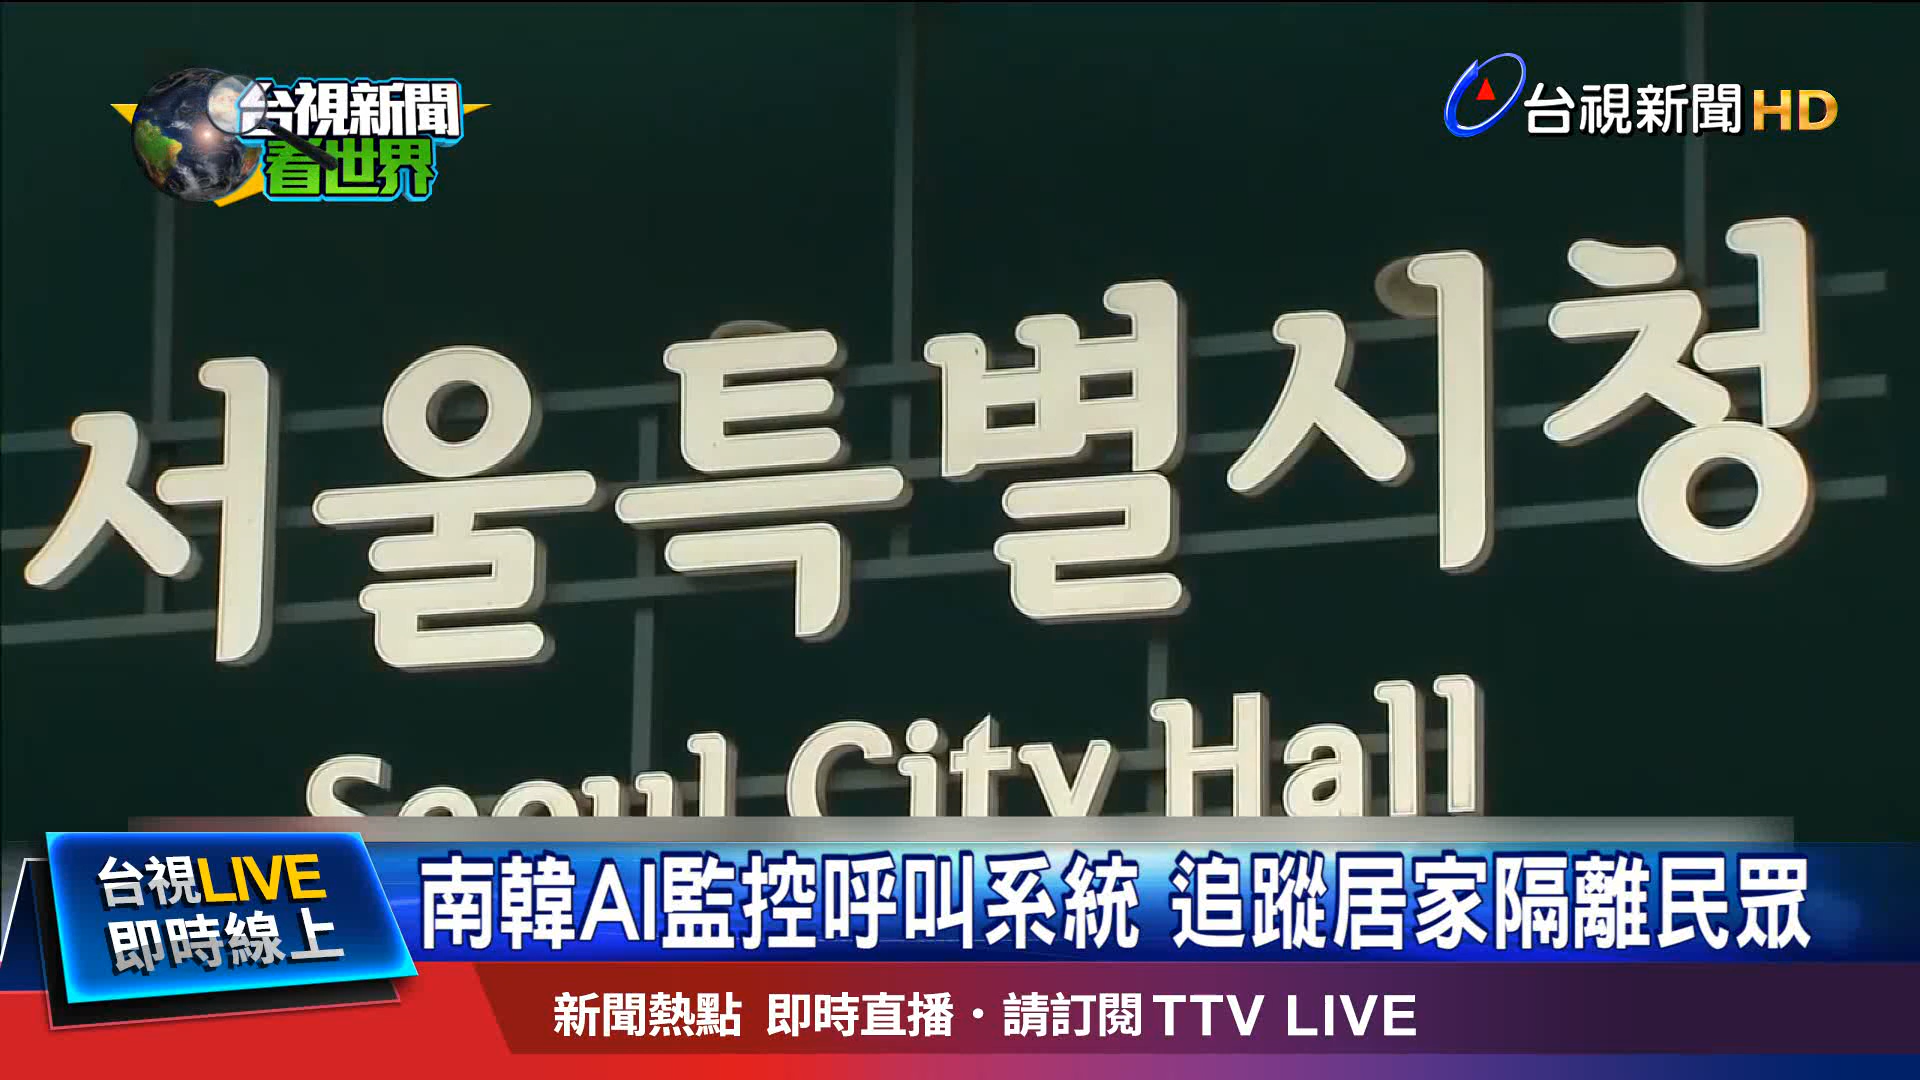 台視新聞
看世界
台視新聞HD
서울특별시청
Seoul City Hall
台視LIVE
即時線上
南韓AI監控呼叫系統 追蹤居家隔離民眾
新聞熱點 即時直播・請訂閱TTV LIVE